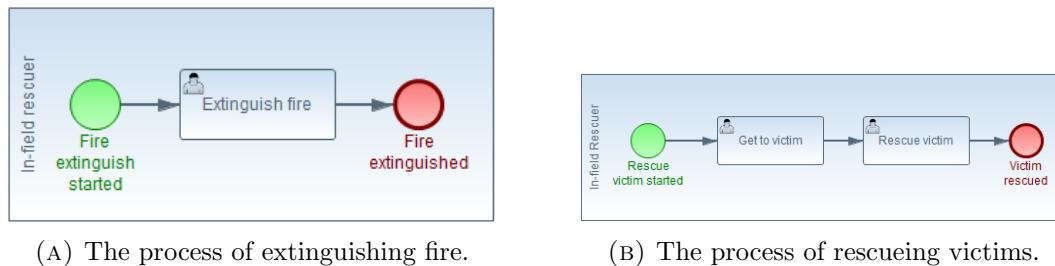 In-field rescuer
Extinguish fire
Fire
extinguish
started
Fire
extinguished
(A) The process of extinguishing fire.
In-field Rescuer
Get to victim
Rescue victim
Rescue
victim started
Victim
rescued
(B) The process of rescueing victims.